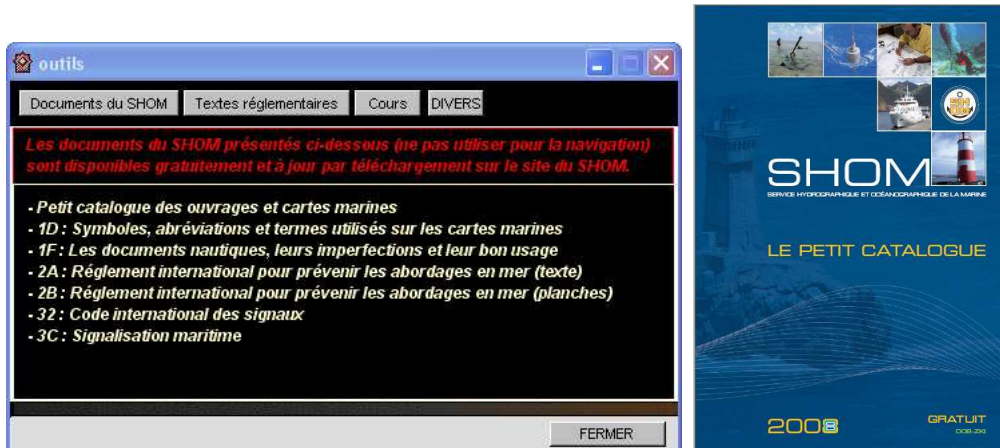 outils
Documents du SHOM
Textes réglementaires
Cours
DIVERS
Les documents du SHOM présentés ci-dessous (ne pas utiliser pour la navigation)
sont disponibles gratuitement et à jour par téléchargement sur le site du SHOM.
- Petit catalogue des ouvrages et cartes marines
- 1D : Symboles, abréviations et termes utilisés sur les cartes marines
- 1F : Les documents nautiques, leurs imperfections et leur bon usage
- 2A : Réglement international pour prévenir les abordages en mer (texte)
- 2B : Réglement international pour prévenir les abordages en mer (planches)
- 32 : Code international des signaux
- 3C : Signalisation maritime
FERMER
SHOM
SERVICE HYDROGRAPHIQUE ET OCÉANOGRAPHIQUE DE LA MARINE
LE PETIT CATALOGUE
2008
GRATUIT